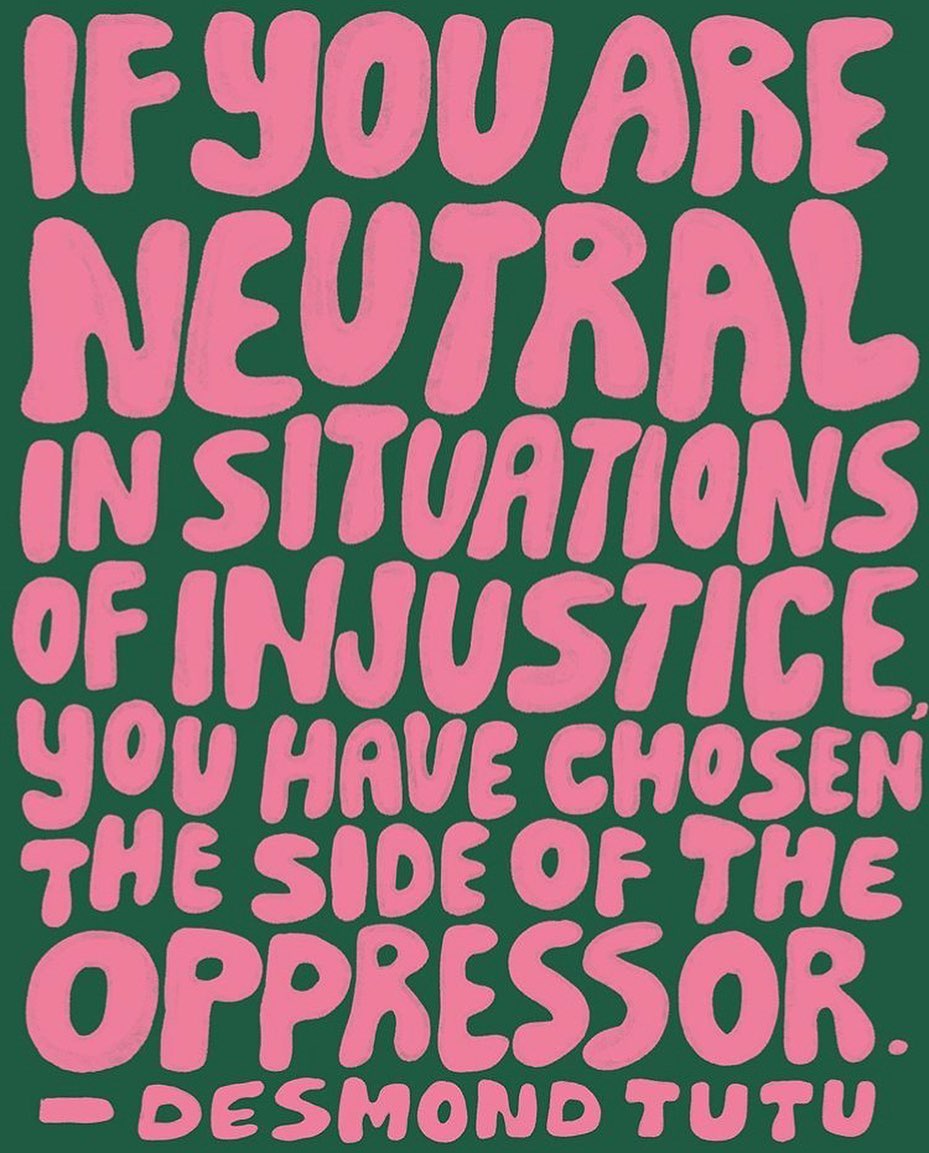 IF YOU ARE
NEUTRAL
IN SITUATIONS
OF INJUSTICE,
YOU HAVE CHOSEN
THE SIDE OF THE
OPPRESSOR.
— DESMOND TUTU